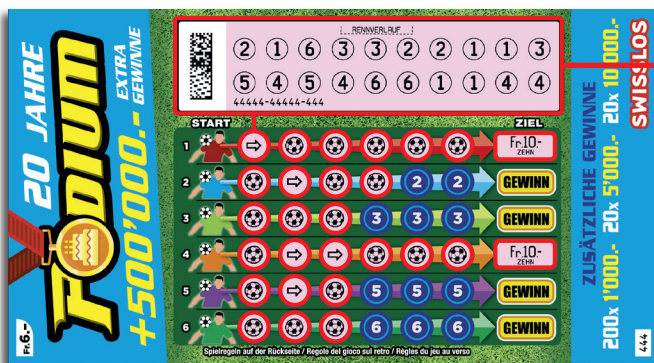 20 JAHRE
PODIUM
EXTRA
+500'000.- GEWINNE
Fr.6.-
RENNVERLAUF
2 1 6 3 3 2 2 1 1 3
5 4 5 4 6 6 1 1 4 4
44444-44444-444
START ZIEL
1 Fr.10.-
ZEHN
2 2 2 GEWINN
3 3 3 3 GEWINN
4 Fr.10.-
ZEHN
5 5 5 5 GEWINN
6 6 6 6 GEWINN
Spielregeln auf der Rückseite / Regole del gioco sul retro / Règles du jeu au verso
ZUSÄTZLICHE GEWINNE
200x 1'000.- 20x 5'000.- 20x 10'000.-
SWISSLOS
444